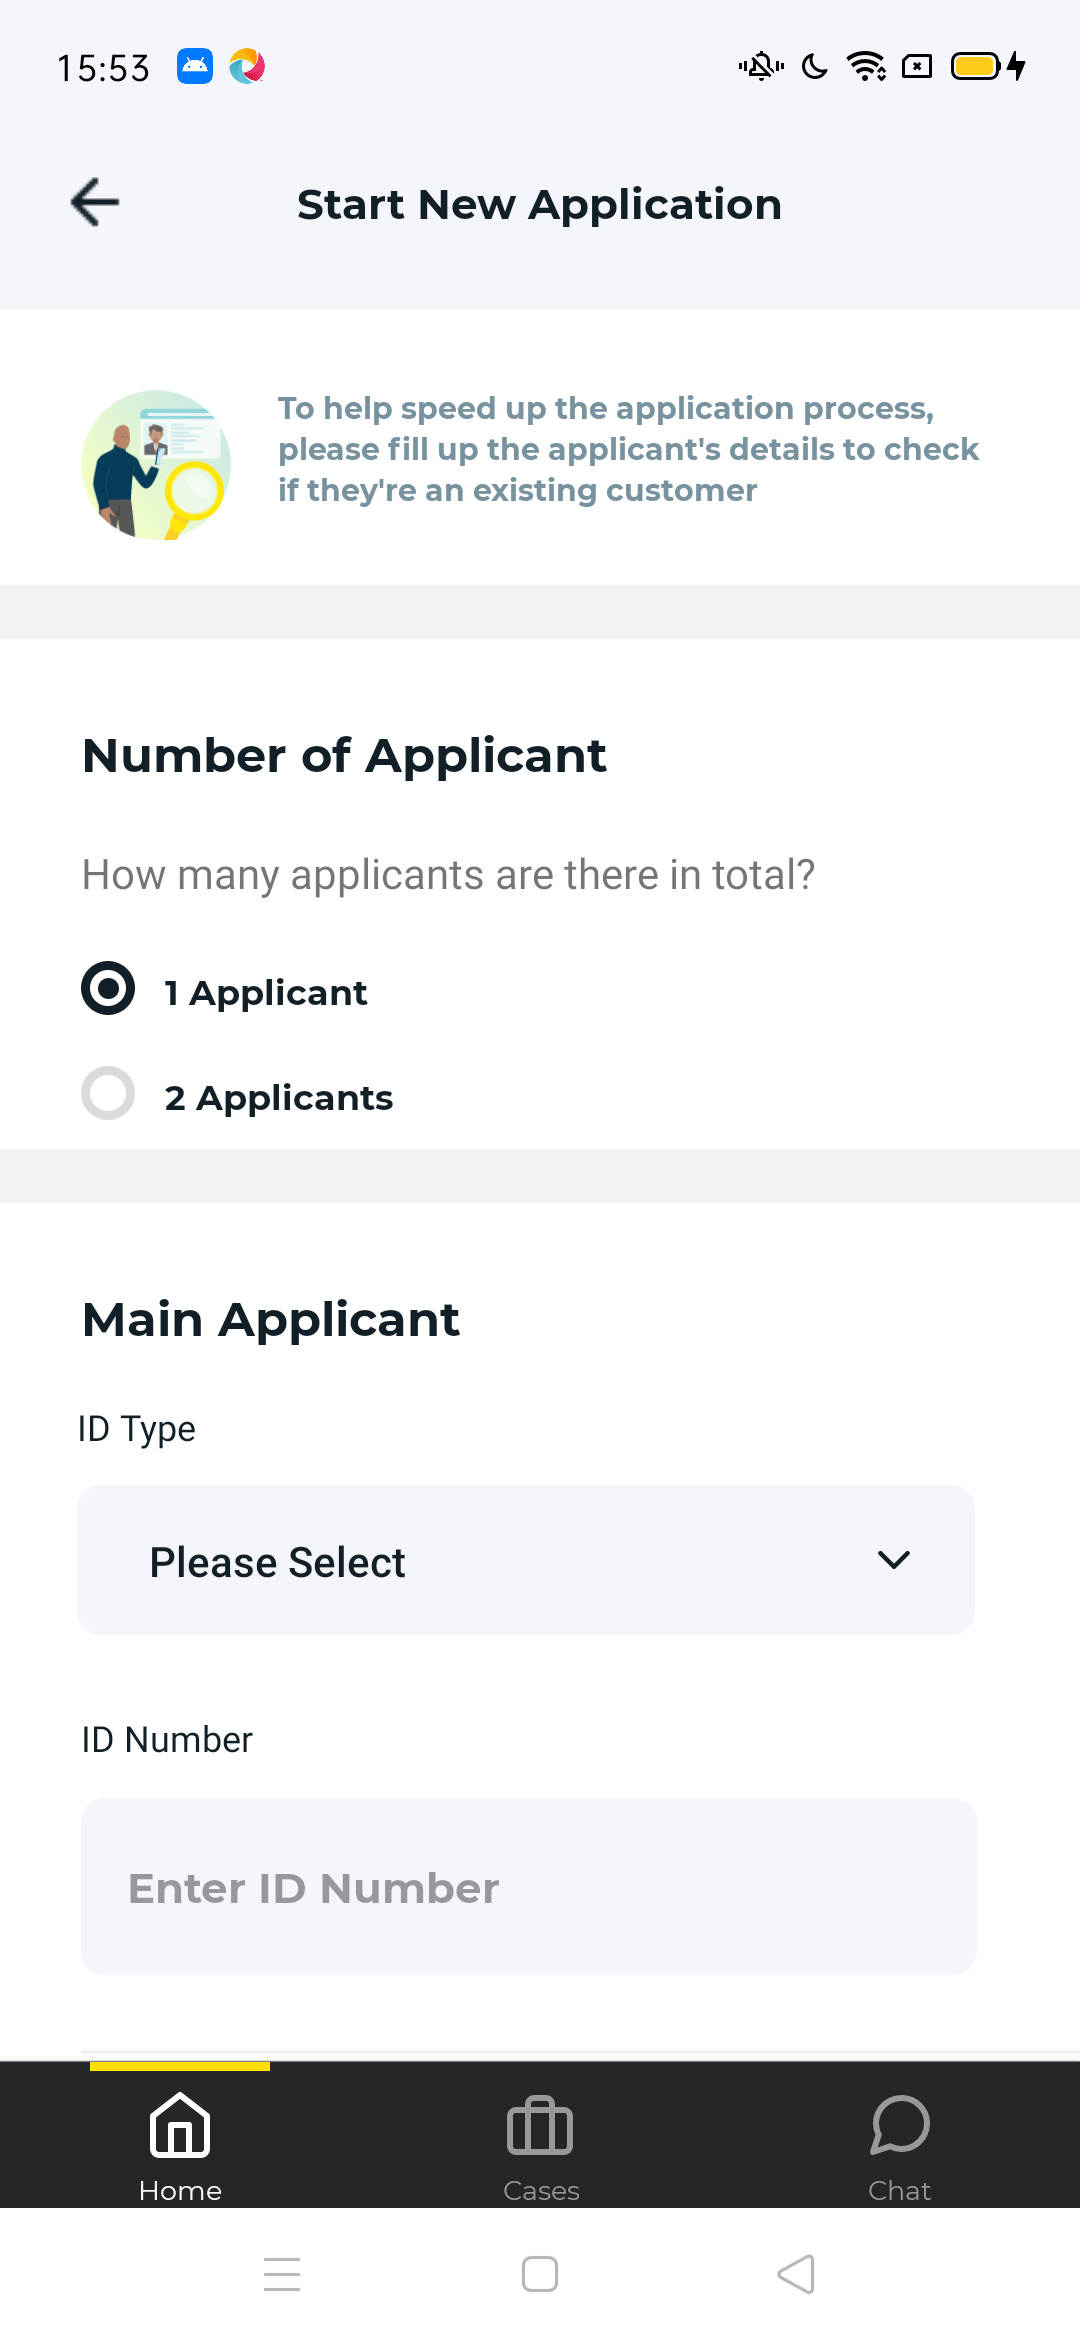 15:53
Start New Application
To help speed up the application process,
please fill up the applicant's details to check
if they're an existing customer
Number of Applicant
How many applicants are there in total?
1 Applicant
2 Applicants
Main Applicant
ID Type
Please Select
ID Number
Enter ID Number
Home
Cases
Chat